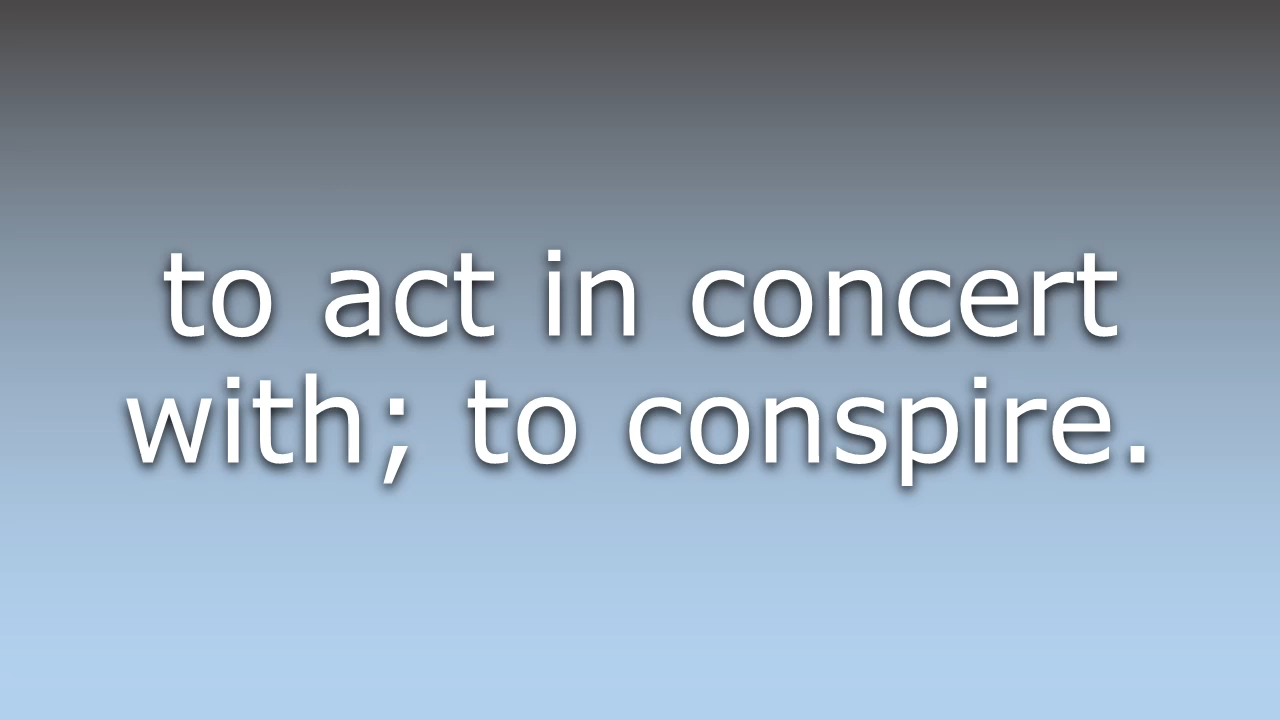 to act in concert
with; to conspire.